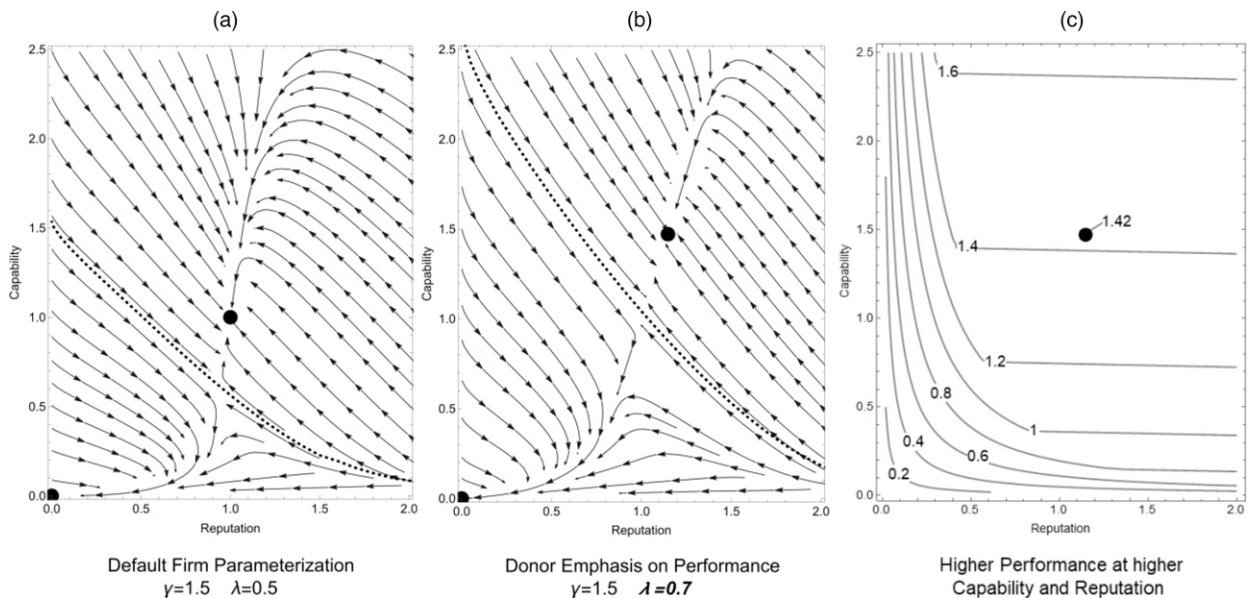 (a)
(b)
(c)
2.5
2.0
1.5
1.0
0.5
0.0
Capability
0.0 0.5 1.0 1.5 2.0
Reputation
2.5
2.0
1.5
1.0
0.5
0.0
Capability
0.0 0.5 1.0 1.5 2.0
Reputation
2.5
2.0
1.5
1.0
0.5
0.0
Capability
1.6
1.42
1.4
1.2
0.8
1
0.4
0.6
0.2
0.0 0.5 1.0 1.5 2.0
Reputation
Default Firm Parameterization
γ=1.5 λ=0.5
Donor Emphasis on Performance
γ=1.5 λ=0.7
Higher Performance at higher
Capability and Reputation